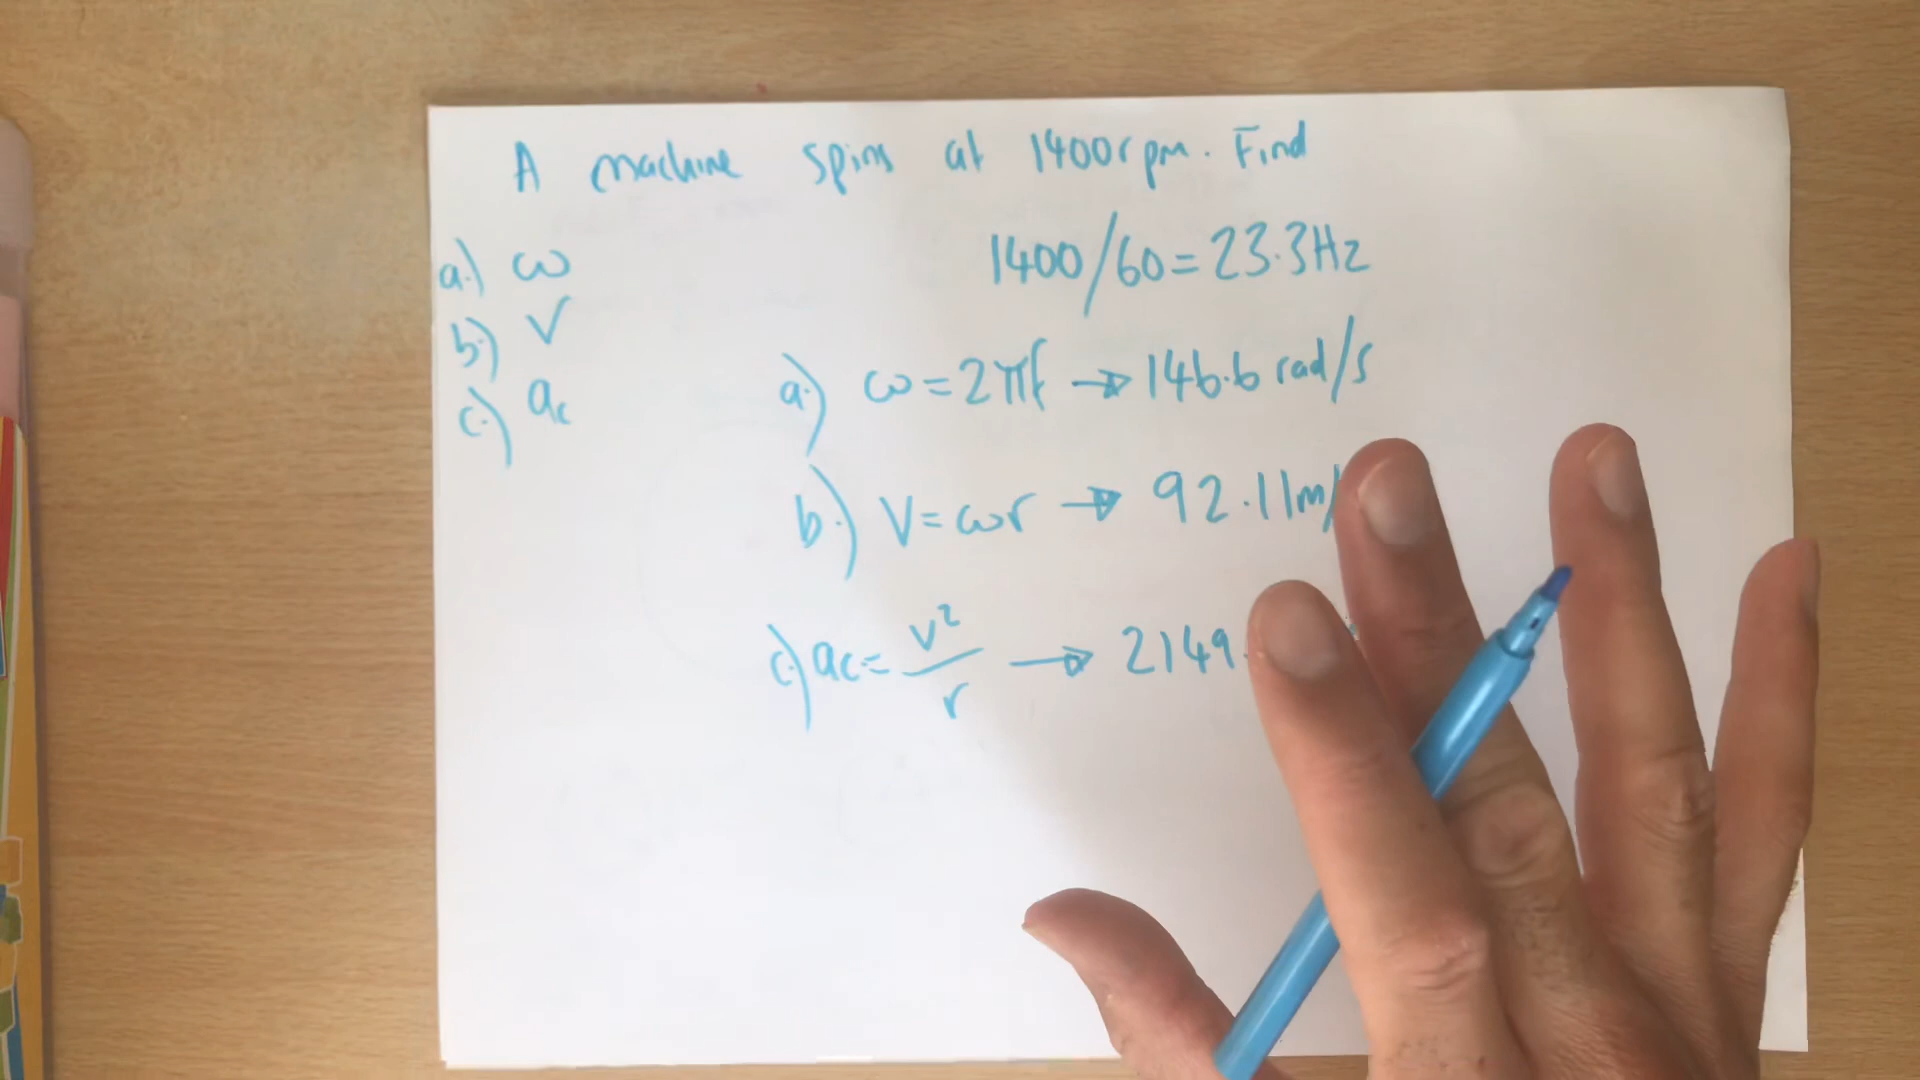 A machine spins at 1400rpm. Find
1400/60=23.3Hz
a.) ω
b.) v
c.) ac
a.) ω=2πf → 146.6 rad/s
b.) V=ωr → 92.11m/
c.) ac= v²/r → 2149.